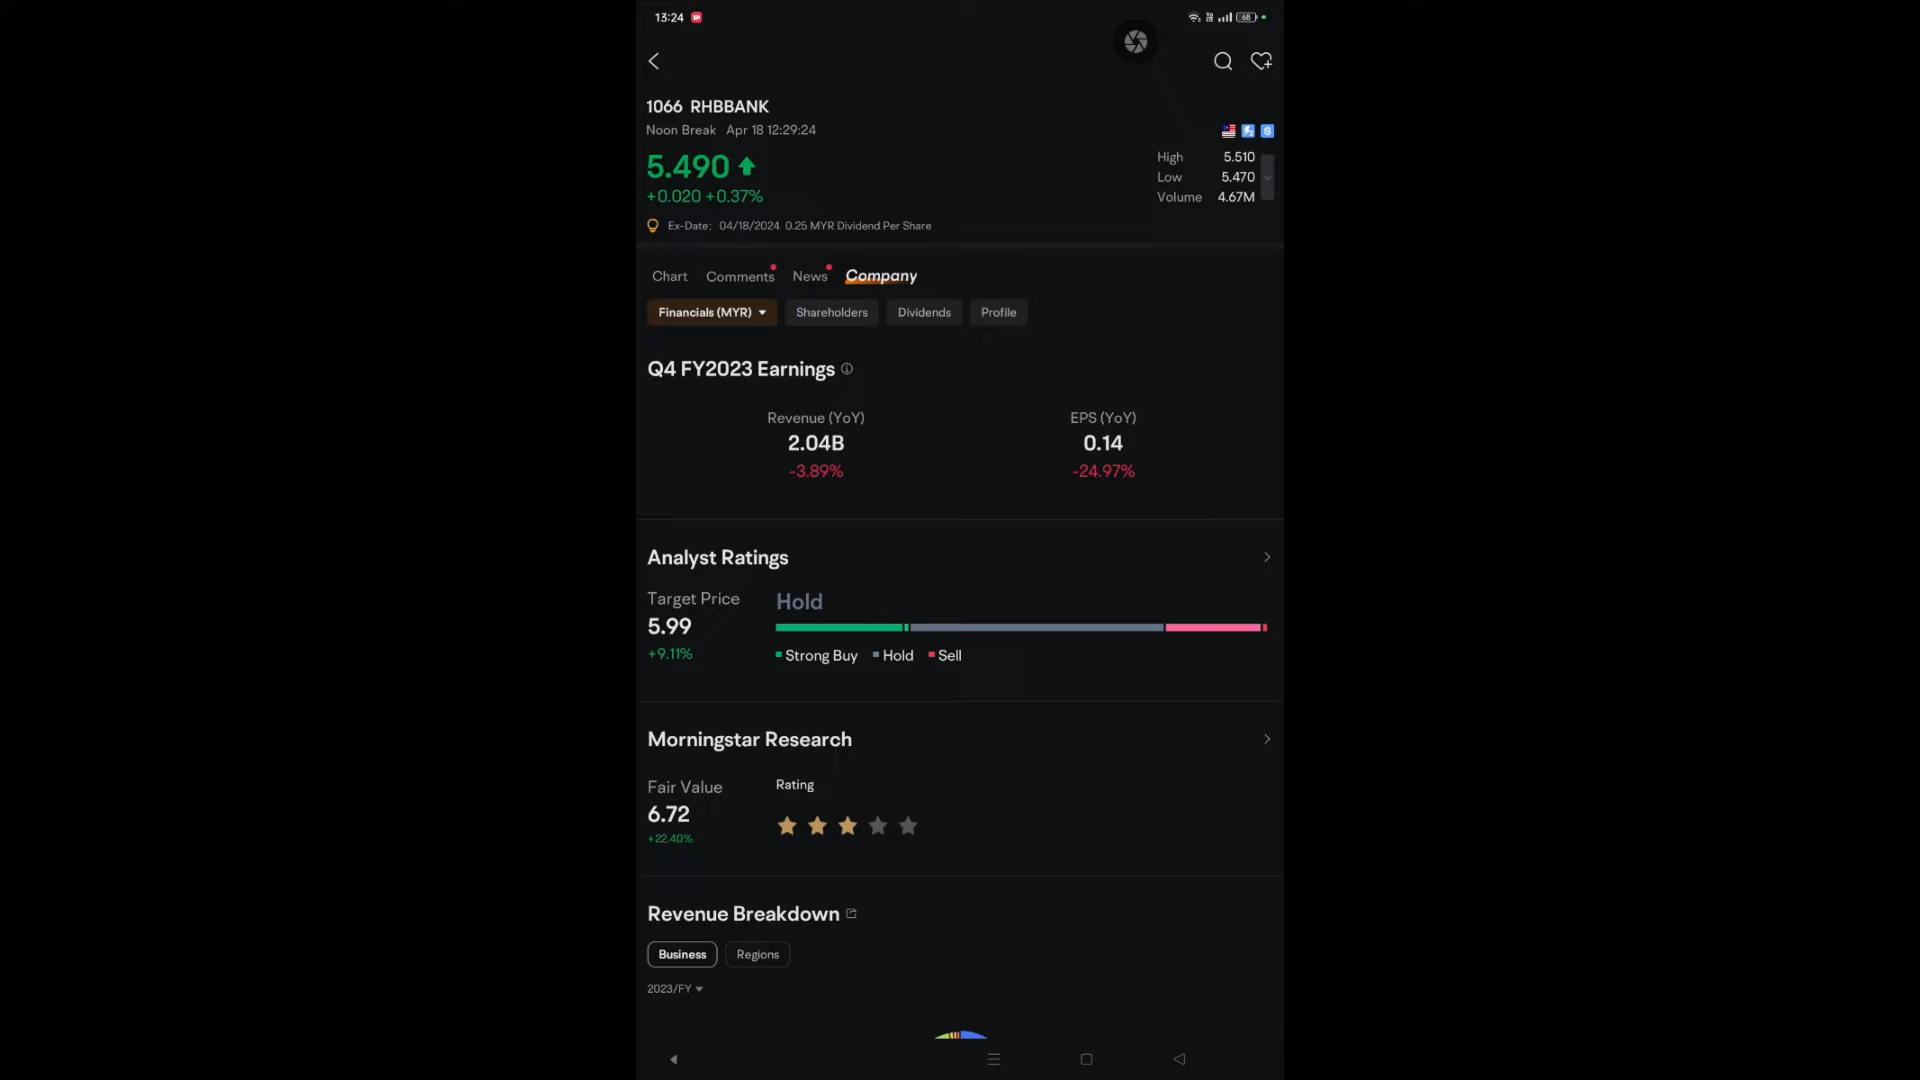 13:24 68
1066 RHBBANK
Noon Break Apr 18 12:29:24
5.490
+0.020 +0.37%
High 5.510
Low 5.470
Volume 4.67M
Ex-Date: 04/18/2024 0.25 MYR Dividend Per Share
Chart Comments News Company
Financials (MYR) Shareholders Dividends Profile
Q4 FY2023 Earnings
Revenue (YoY) EPS (YoY)
2.04B 0.14
-3.89% -24.97%
Analyst Ratings
Target Price Hold
5.99
+9.11%
Strong Buy Hold Sell
Morningstar Research
Fair Value Rating
6.72
+22.40%
Revenue Breakdown
Business Regions
2023/FY